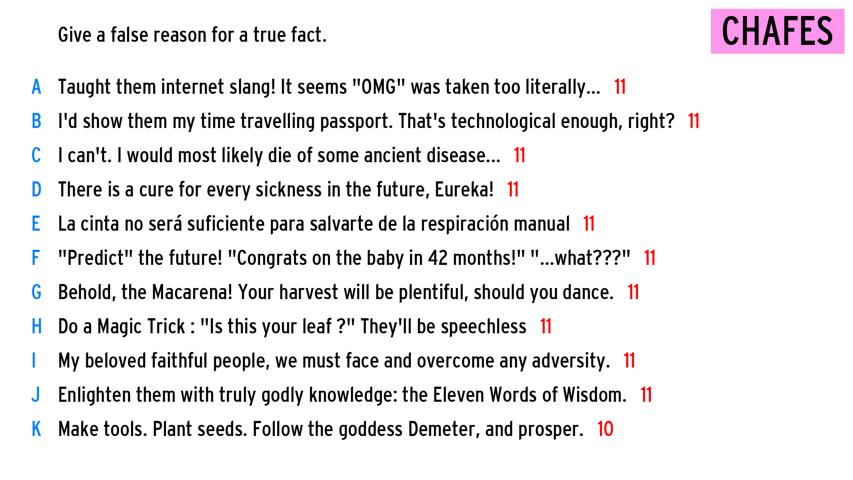 Give a false reason for a true fact.
CHAFES
A Taught them internet slang! It seems "OMG" was taken too literally... 11
B I'd show them my time travelling passport. That's technological enough, right? 11
C I can't. I would most likely die of some ancient disease... 11
D There is a cure for every sickness in the future, Eureka! 11
E La cinta no será suficiente para salvarte de la respiración manual 11
F "Predict" the future! "Congrats on the baby in 42 months!" "...what???" 11
G Behold, the Macarena! Your harvest will be plentiful, should you dance. 11
H Do a Magic Trick : "Is this your leaf ?" They'll be speechless 11
I My beloved faithful people, we must face and overcome any adversity. 11
J Enlighten them with truly godly knowledge: the Eleven Words of Wisdom. 11
K Make tools. Plant seeds. Follow the goddess Demeter, and prosper. 10